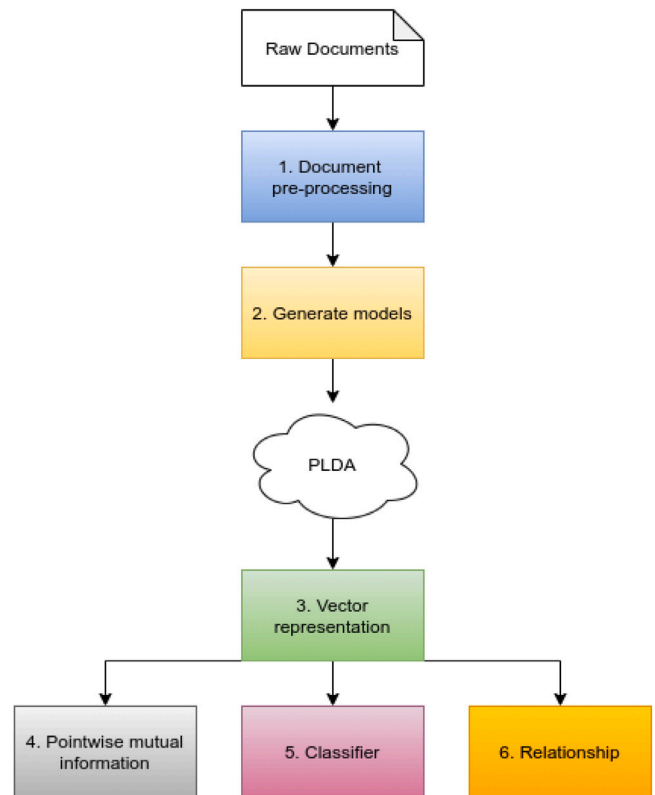 Raw Documents
1. Document
pre-processing
2. Generate models
PLDA
3. Vector
representation
4. Pointwise mutual
information
5. Classifier
6. Relationship